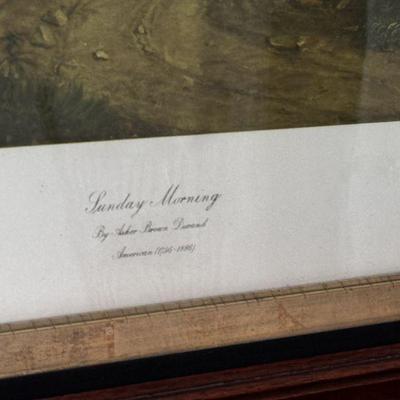 Sunday Morning
By Asher Brown Durand
American (1796-1886)